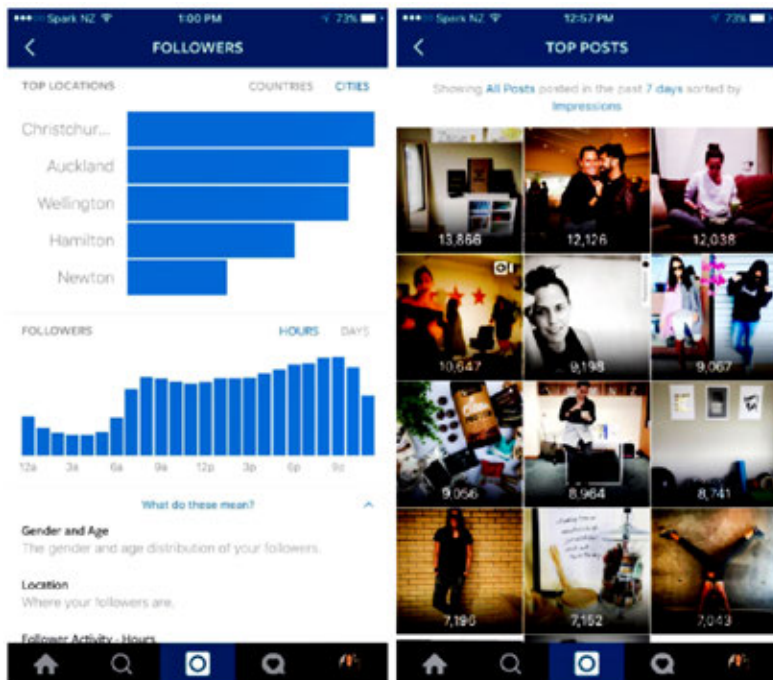 Spark NZ
1:00 PM
73%
FOLLOWERS
TOP LOCATIONS
COUNTRIES
CITIES
Christchur...
Auckland
Wellington
Hamilton
Newton
FOLLOWERS
HOURS
DAYS
12a
3a
6a
9a
12p
3p
6p
9p
What do these mean?
Gender and Age
The gender and age distribution of your followers.
Location
Where your followers are.
Follower Activity - Hours
Spark NZ
12:57 PM
73%
TOP POSTS
Showing All Posts posted in the past 7 days sorted by
Impressions
13,866
12,126
12,038
10,647
9,198
9,067
9,056
8,964
8,741
7,196
7,152
7,043